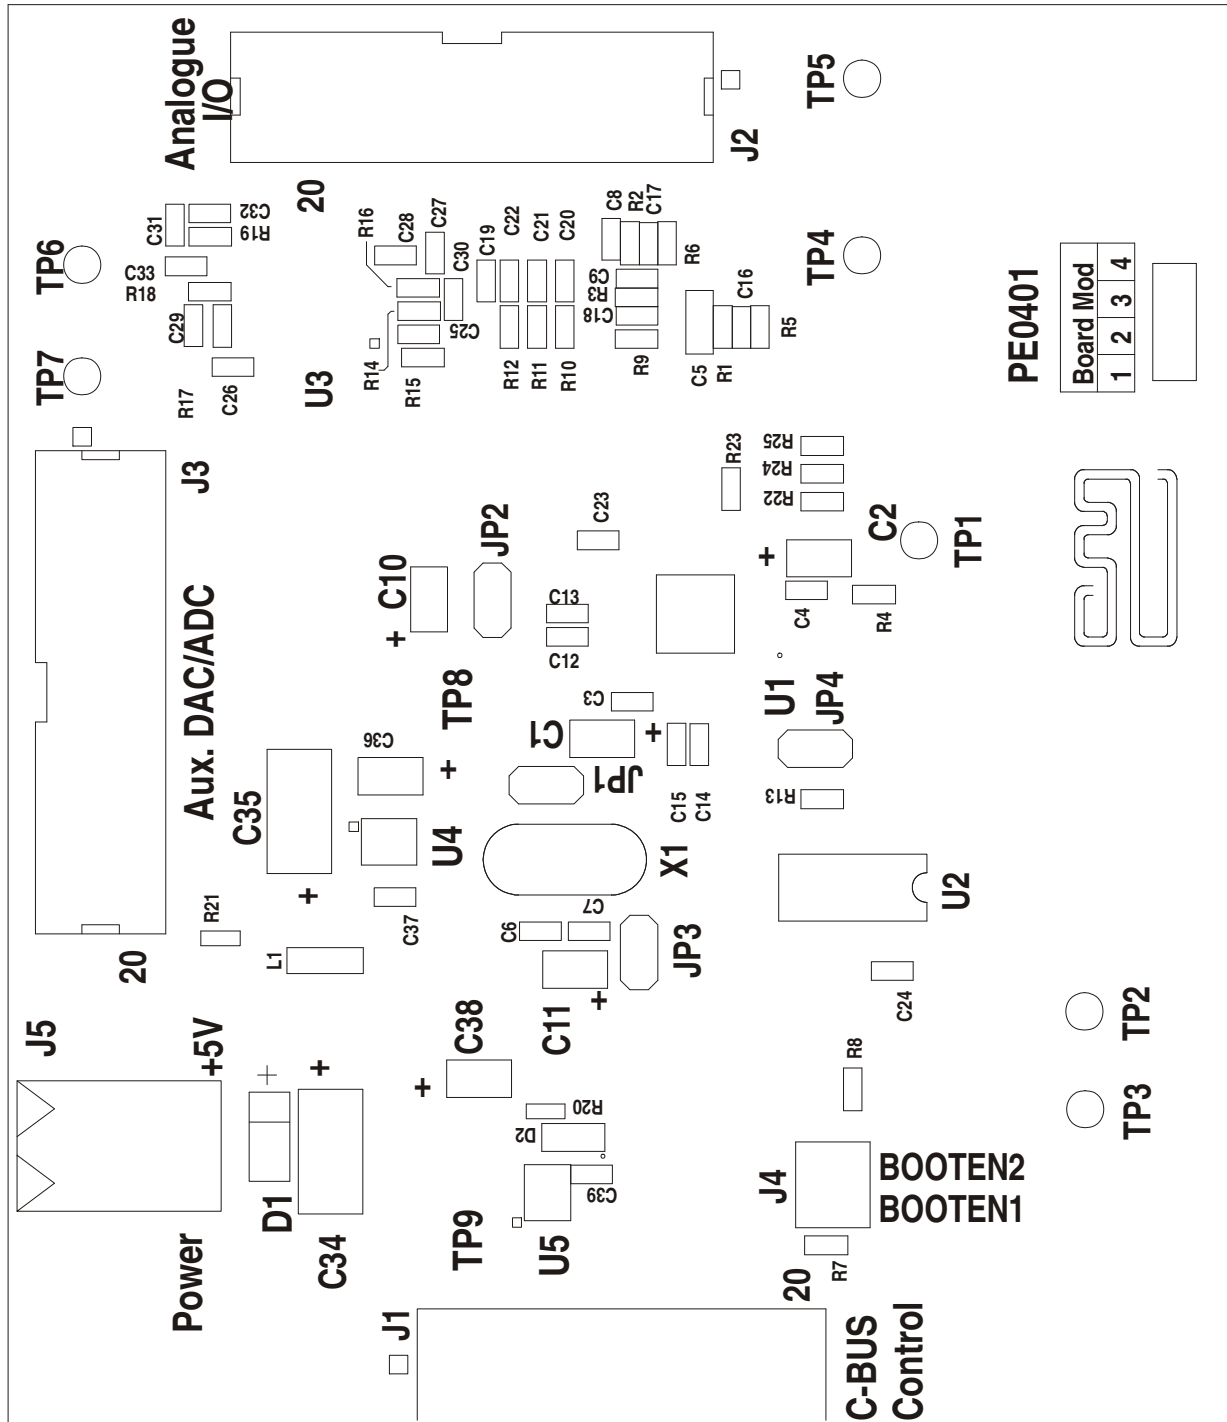 Analogue
I/O
20
J2
TP5
C31
C32
R19
TP6
C33
R18
C29
TP7
R17
C26
R16
C28
C27
C30
C19
C22
C21
C20
C8
R2
C17
R6
C9
R3
C18
R9
C25
R14
R15
U3
R12
R11
R10
C5
R1
C16
R5
TP4
PE0401
Board Mod
1 2 3 4
J3
Aux. DAC/ADC
20
C10
+
JP2
C23
R23
R25
R24
R22
C2
+
TP1
C13
C12
C4
R4
U1
JP4
TP8
C3
C1
+
C36
+
JP1
C15
C14
R13
C35
+
U4
X1
U2
R21
C37
L1
C6
C7
JP3
C11
+
C24
J5
+5V
Power
+
D1
+
C34
C38
+
R20
D2
C39
TP9
U5
R8
J4
BOOTEN2
BOOTEN1
R7
20
TP2
TP3
J1
C-BUS
Control